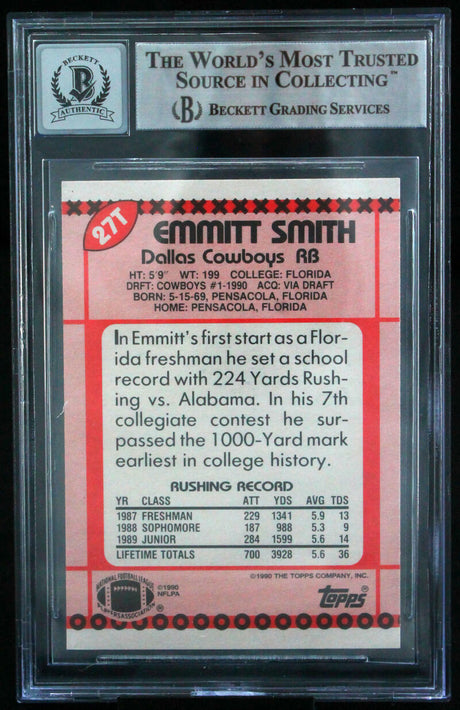 BECKETT
B
AUTHENTIC
THE WORLD'S MOST TRUSTED
SOURCE IN COLLECTING™
B BECKETT GRADING SERVICES
27T
EMMITT SMITH
Dallas Cowboys RB
HT: 5'9" WT: 199 COLLEGE: FLORIDA
DRFT: COWBOYS #1-1990 ACQ: VIA DRAFT
BORN: 5-15-69, PENSACOLA, FLORIDA
HOME: PENSACOLA, FLORIDA
In Emmitt's first start as a Flor-
ida freshman he set a school
record with 224 Yards Rush-
ing vs. Alabama. In his 7th
collegiate contest he sur-
passed the 1000-Yard mark
earliest in college history.
RUSHING RECORD
YR CLASS ATT YDS AVG TDS
1987 FRESHMAN 229 1341 5.9 13
1988 SOPHOMORE 187 988 5.3 9
1989 JUNIOR 284 1599 5.6 14
LIFETIME TOTALS 700 3928 5.6 36
©1990 THE TOPPS COMPANY, INC.
NATIONAL FOOTBALL LEAGUE
PLAYERS ASSOCIATION
©1990
NFLPA
topps®